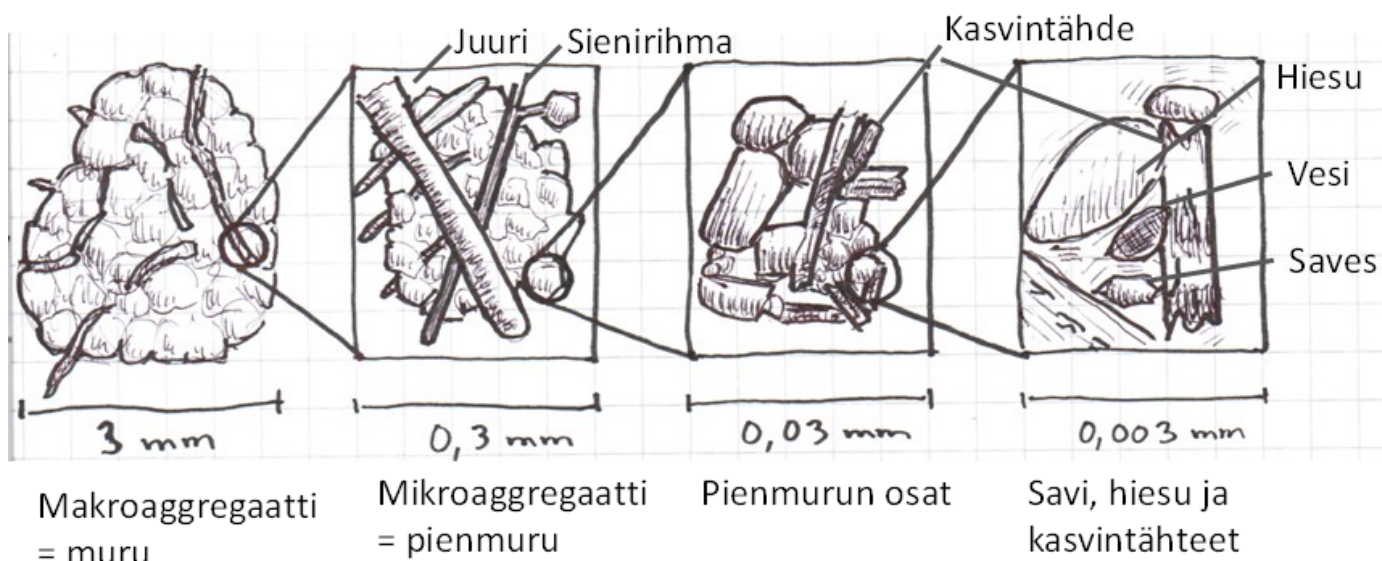 Juuri
Sienirihma
Kasvintähde
Hiesu
Vesi
Saves
3 mm
0,3 mm
0,03 mm
0,003 mm
Makroaggregaatti
= muru
Mikroaggregaatti
= pienmuru
Pienmurun osat
Savi, hiesu ja
kasvintähteet